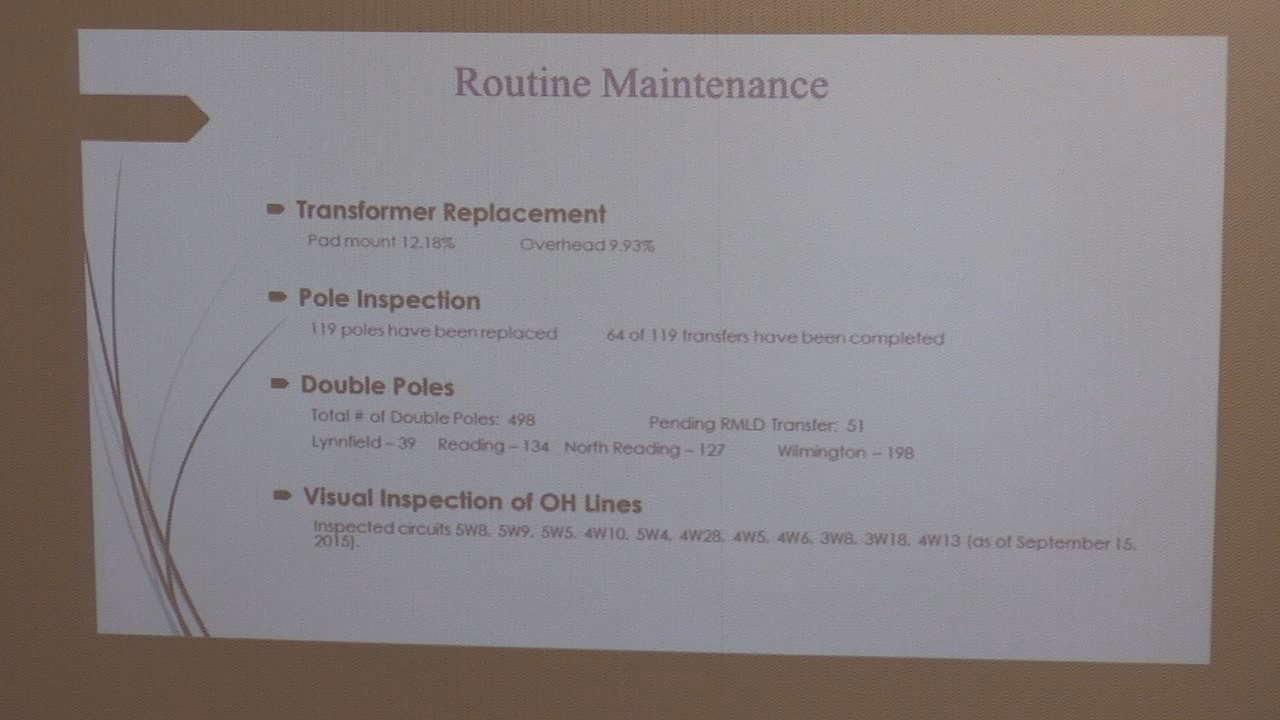 Routine Maintenance
Transformer Replacement
Pad mount 12.18% Overhead 9.93%
Pole Inspection
119 poles have been replaced 64 of 119 transfers have been completed
Double Poles
Total # of Double Poles: 498 Pending RMLD Transfer: 51
Lynnfield – 39 Reading – 134 North Reading – 127 Wilmington – 198
Visual Inspection of OH Lines
Inspected circuits 5W8, 5W9, 5W5, 4W10, 5W4, 4W28, 4W5, 4W6, 3W8, 3W18, 4W13 (as of September 15,
2015).